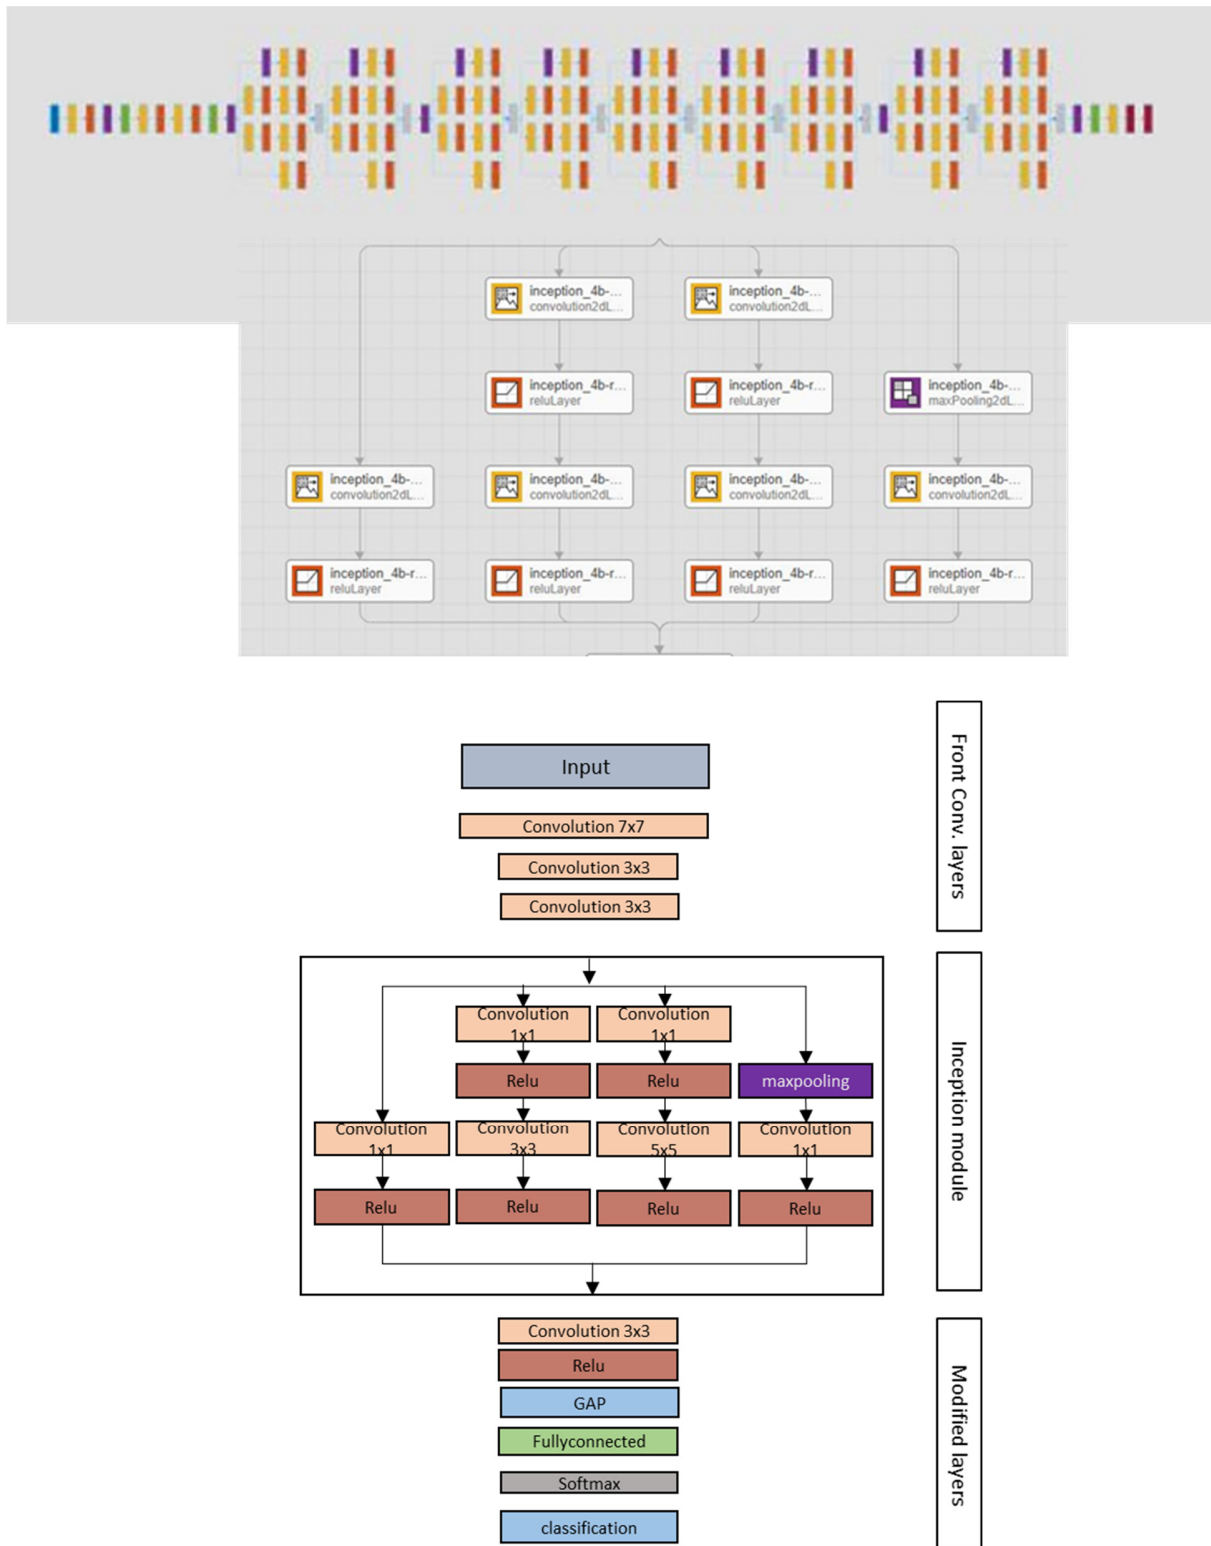 inception_4b-...
convolution2dL...
inception_4b-...
convolution2dL...
inception_4b-r...
reluLayer
inception_4b-r...
reluLayer
inception_4b-...
maxPooling2dL...
inception_4b-...
convolution2dL...
inception_4b-...
convolution2dL...
inception_4b-...
convolution2dL...
inception_4b-...
convolution2dL...
inception_4b-r...
reluLayer
inception_4b-r...
reluLayer
inception_4b-r...
reluLayer
inception_4b-r...
reluLayer
Front Conv. layers
Input
Convolution 7x7
Convolution 3x3
Convolution 3x3
Inception module
Convolution
1x1
Convolution
1x1
Relu
Relu
maxpooling
Convolution
1x1
Convolution
3x3
Convolution
5x5
Convolution
1x1
Relu
Relu
Relu
Relu
Modified layers
Convolution 3x3
Relu
GAP
Fullyconnected
Softmax
classification